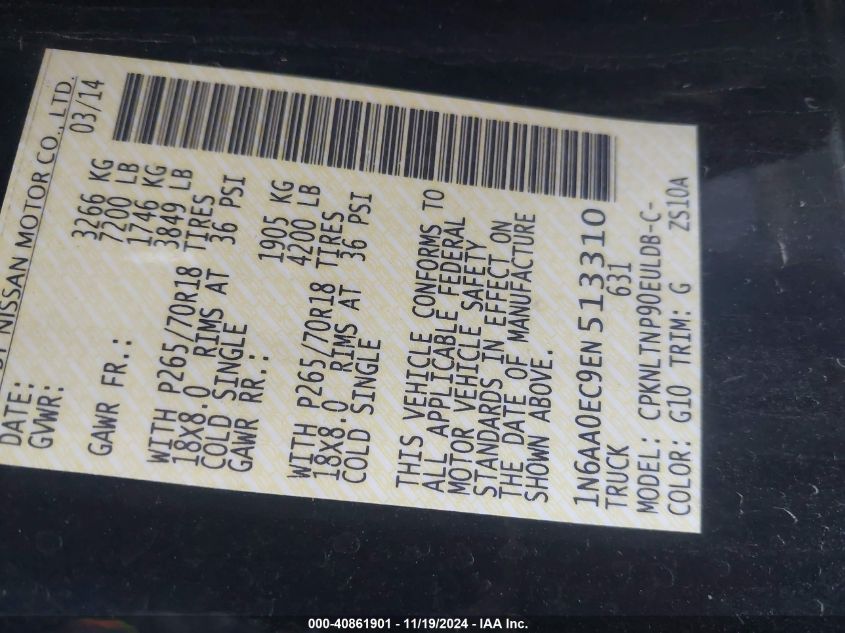 BY NISSAN MOTOR CO., LTD.
DATE: 03/14
GVWR: 3266 KG
7200 LB
GAWR FR.: 1746 KG
3849 LB
WITH P265/70R18 TIRES
18X8.0 RIMS AT 36 PSI
COLD SINGLE
GAWR RR.: 1905 KG
4200 LB
WITH P265/70R18 TIRES
18X8.0 RIMS AT 36 PSI
COLD SINGLE
THIS VEHICLE CONFORMS TO
ALL APPLICABLE FEDERAL
MOTOR VEHICLE SAFETY
STANDARDS IN EFFECT ON
THE DATE OF MANUFACTURE
SHOWN ABOVE.
1N6AA0EC9EN513310
TRUCK 631
MODEL: CPKNLTNP90EULDB-C-
COLOR: G10 TRIM: G ZS10A
000-40861901 - 11/19/2024 - IAA Inc.